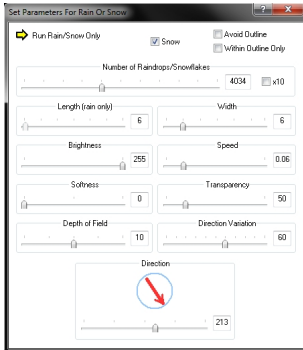 Set Parameters For Rain Or Snow
Run Rain/Snow Only
Snow
Avoid Outline
Within Outline Only
Number of Raindrops/Snowflakes
4034 x10
Length (rain only) Width
6 6
Brightness Speed
255 0.06
Softness Transparency
0 50
Depth of Field Direction Variation
10 60
Direction
213